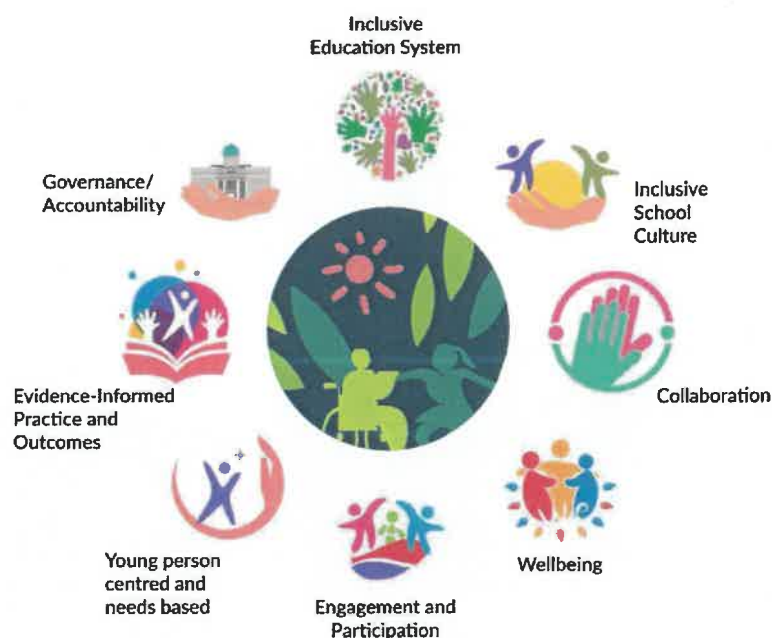 Inclusive
Education System
Inclusive
School
Culture
Collaboration
Wellbeing
Engagement and
Participation
Young person
centred and
needs based
Evidence-Informed
Practice and
Outcomes
Governance/
Accountability